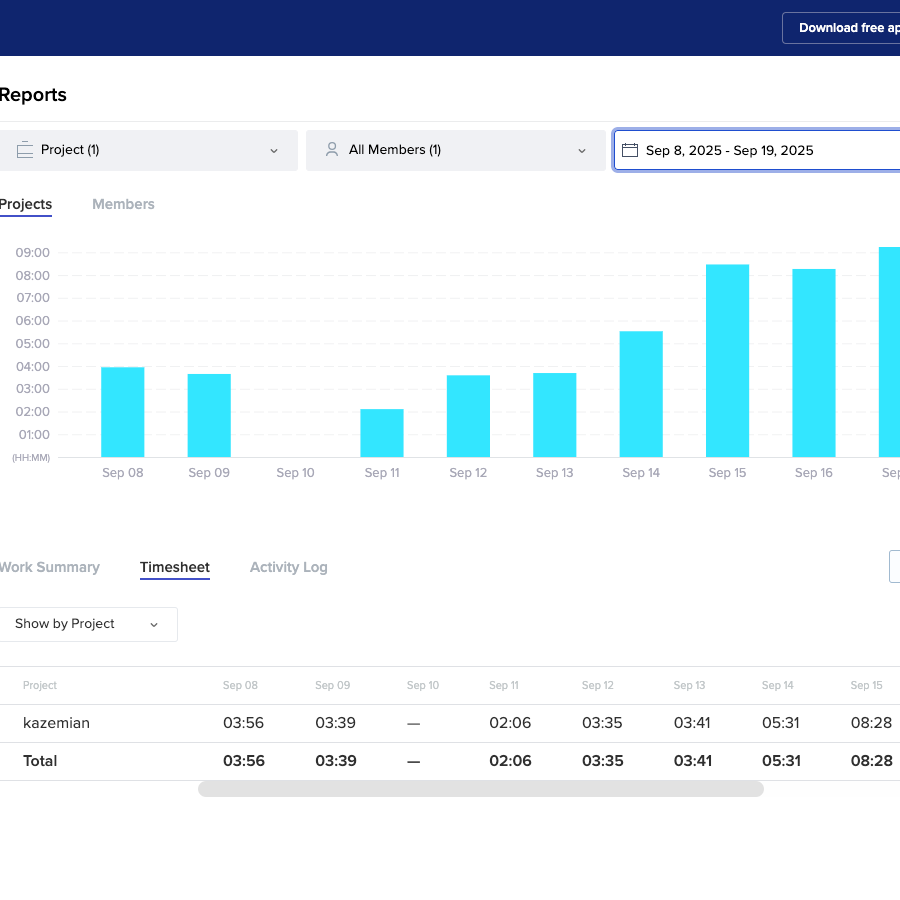 Download free ap
Reports
Project (1)
All Members (1)
Sep 8, 2025 - Sep 19, 2025
Projects
Members
09:00
08:00
07:00
06:00
05:00
04:00
03:00
02:00
01:00
(HH:MM)
Sep 08 Sep 09 Sep 10 Sep 11 Sep 12 Sep 13 Sep 14 Sep 15 Sep 16 Sep
Work Summary Timesheet Activity Log
Show by Project
Project Sep 08 Sep 09 Sep 10 Sep 11 Sep 12 Sep 13 Sep 14 Sep 15
kazemian 03:56 03:39 — 02:06 03:35 03:41 05:31 08:28
Total 03:56 03:39 — 02:06 03:35 03:41 05:31 08:28